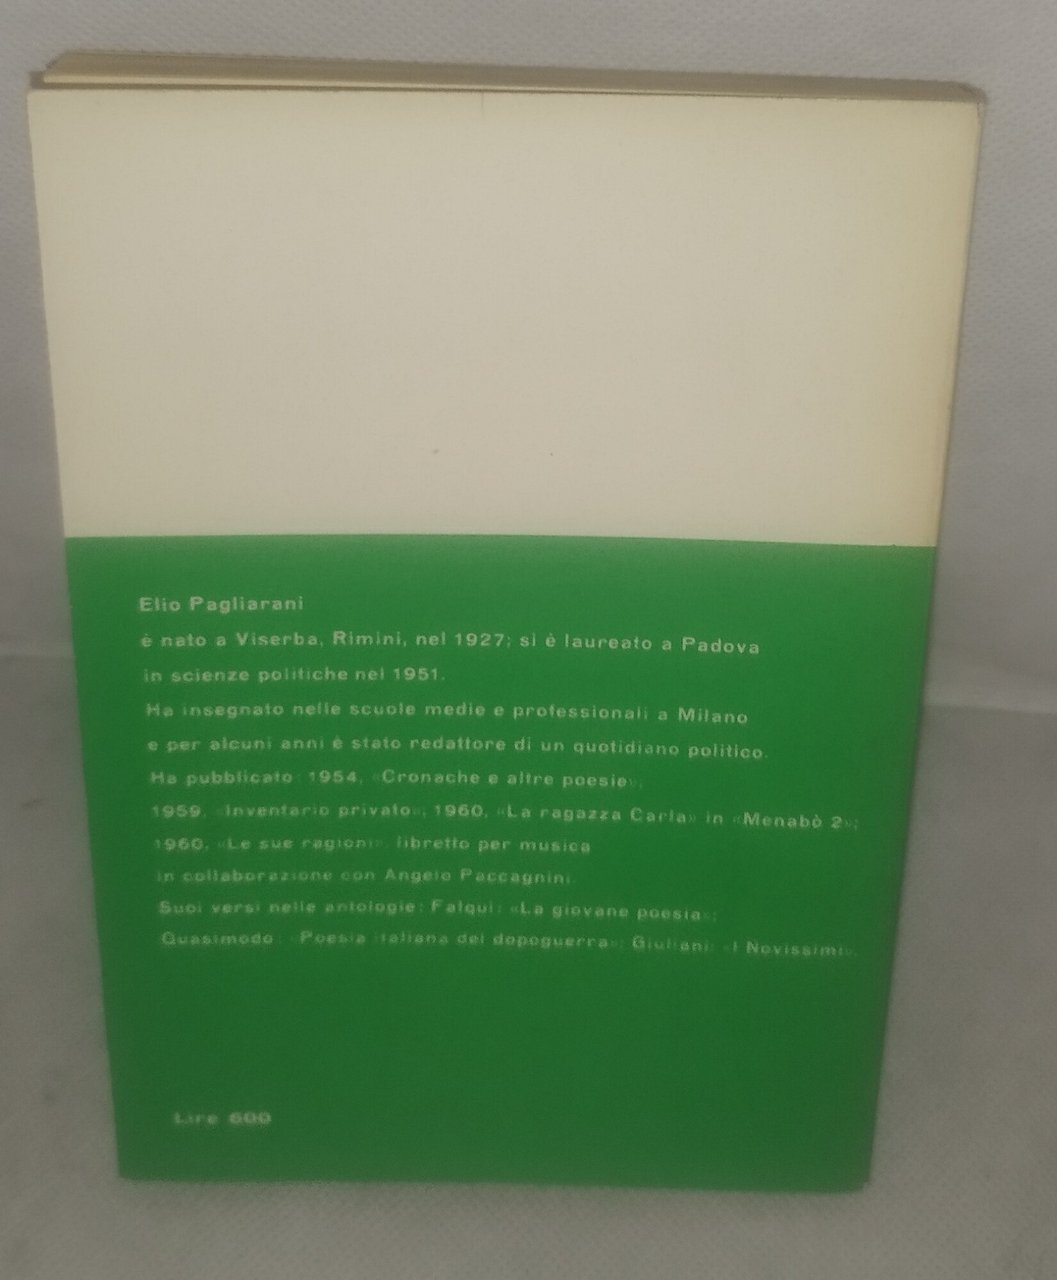 Elio Pagliarani
è nato a Viserba, Rimini, nel 1927; si è laureato a Padova
in scienze politiche nel 1951.
Ha insegnato nelle scuole medie e professionali a Milano
e per alcuni anni è stato redattore di un quotidiano politico.
Ha pubblicato: 1954, «Cronache e altre poesie»;
1959, «Inventario privato»; 1960, «La ragazza Carla» in «Menabò 2»;
1960, «Le sue ragioni», libretto per musica
in collaborazione con Angelo Paccagnini.
Suoi versi nelle antologie: Falqui: «La giovane poesia»;
Quasimodo: «Poesia italiana del dopoguerra»; Giuliani: «I Novissimi».
Lire 600